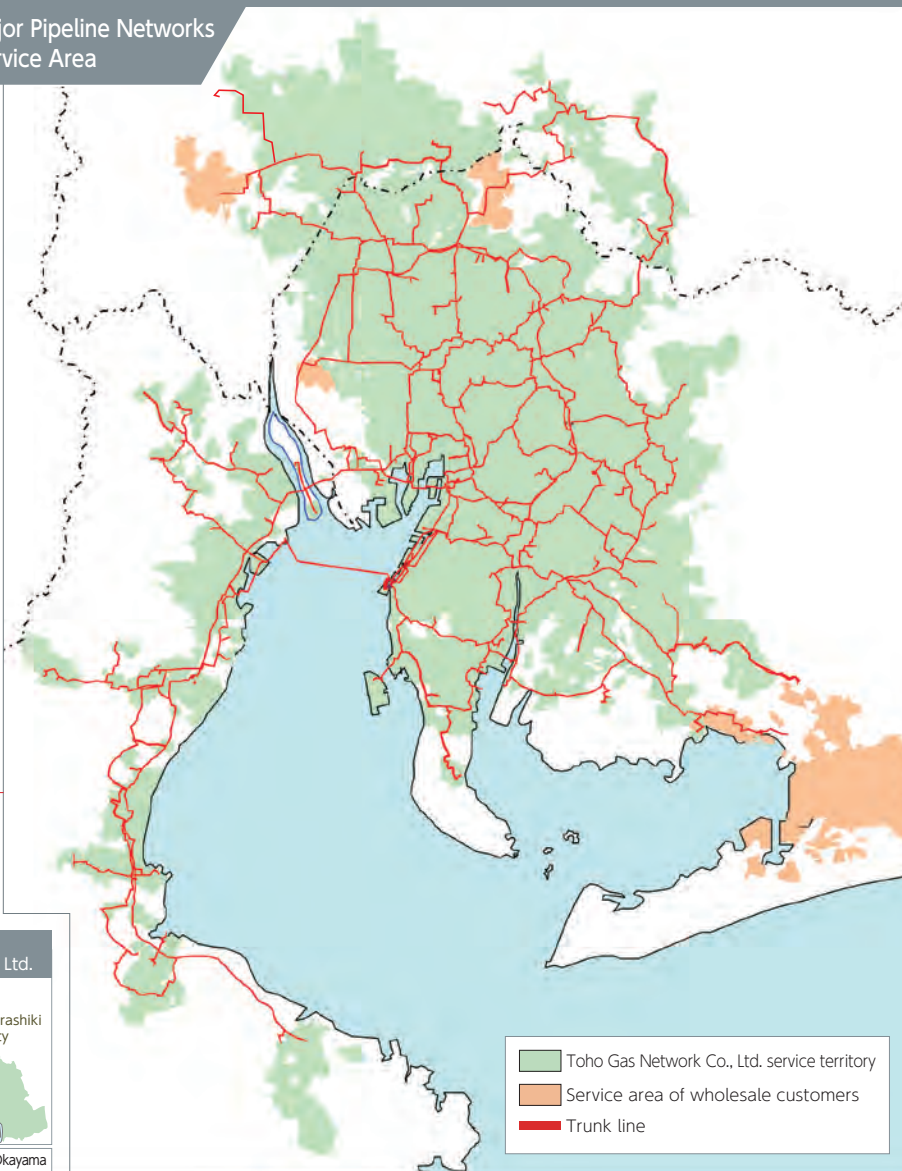 jor Pipeline Networks
rvice Area
Ltd.
rashiki
ty
Okayama
Toho Gas Network Co., Ltd. service territory
Service area of wholesale customers
Trunk line